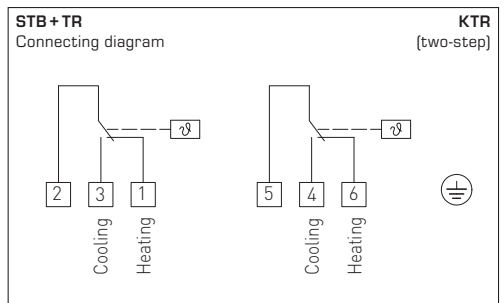 STB + TR
KTR
Connecting diagram
(two-step)
ϑ
ϑ
2
3
1
5
4
6
Cooling
Heating
Cooling
Heating